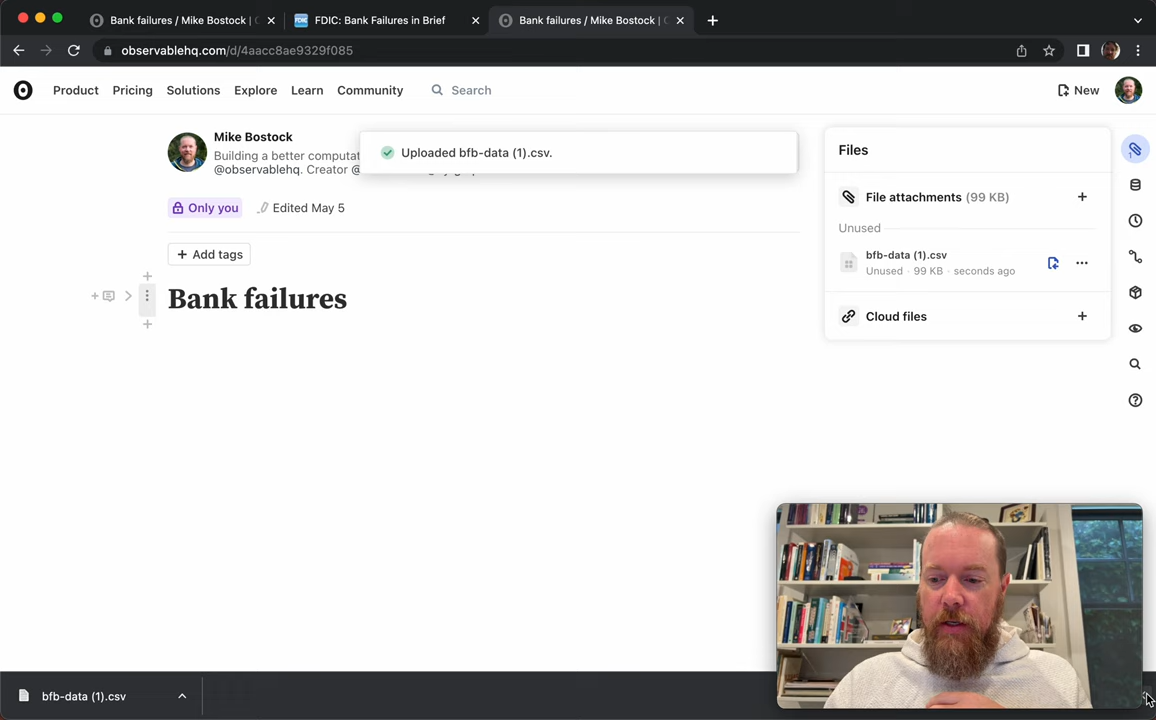 Bank failures / Mike Bostock |
FDIC: Bank Failures in Brief
Bank failures / Mike Bostock |
observablehq.com/d/4aacc8ae9329f085
Product
Pricing
Solutions
Explore
Learn
Community
Search
New
Mike Bostock
Building a better computat
@observablehq. Creator @
Uploaded bfb-data (1).csv.
Only you
Edited May 5
+ Add tags
Bank failures
Files
File attachments (99 KB)
Unused
bfb-data (1).csv
Unused · 99 KB · seconds ago
Cloud files
1
bfb-data (1).csv